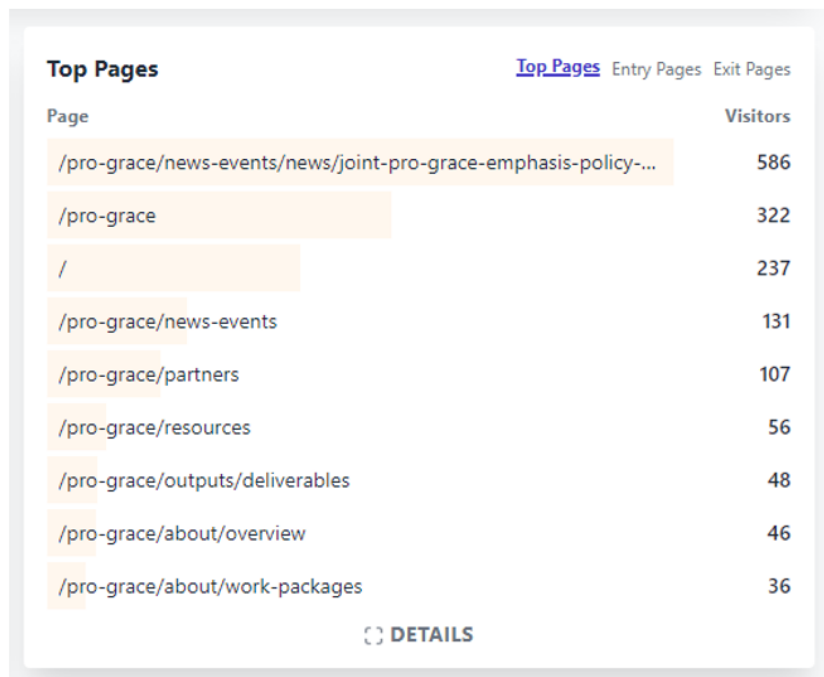 Top Pages Top Pages Entry Pages Exit Pages
Page Visitors
/pro-grace/news-events/news/joint-pro-grace-emphasis-policy-... 586
/pro-grace 322
/ 237
/pro-grace/news-events 131
/pro-grace/partners 107
/pro-grace/resources 56
/pro-grace/outputs/deliverables 48
/pro-grace/about/overview 46
/pro-grace/about/work-packages 36
DETAILS